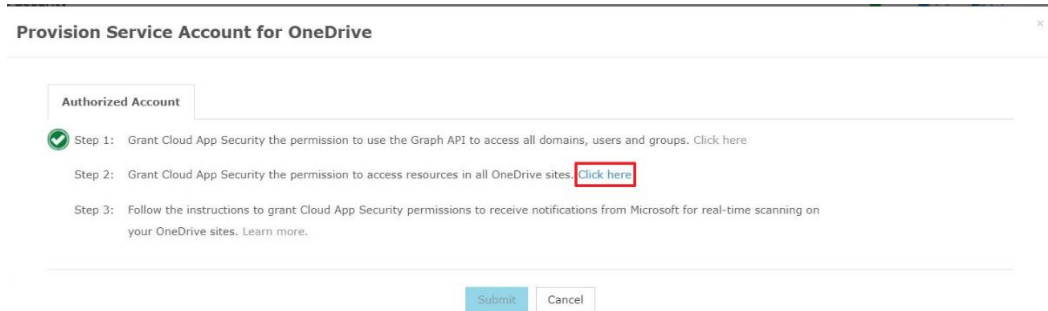 Provision Service Account for OneDrive
×
Authorized Account
Step 1: Grant Cloud App Security the permission to use the Graph API to access all domains, users and groups. Click here
Step 2: Grant Cloud App Security the permission to access resources in all OneDrive sites. Click here
Step 3: Follow the instructions to grant Cloud App Security permissions to receive notifications from Microsoft for real-time scanning on
your OneDrive sites. Learn more.
Submit Cancel